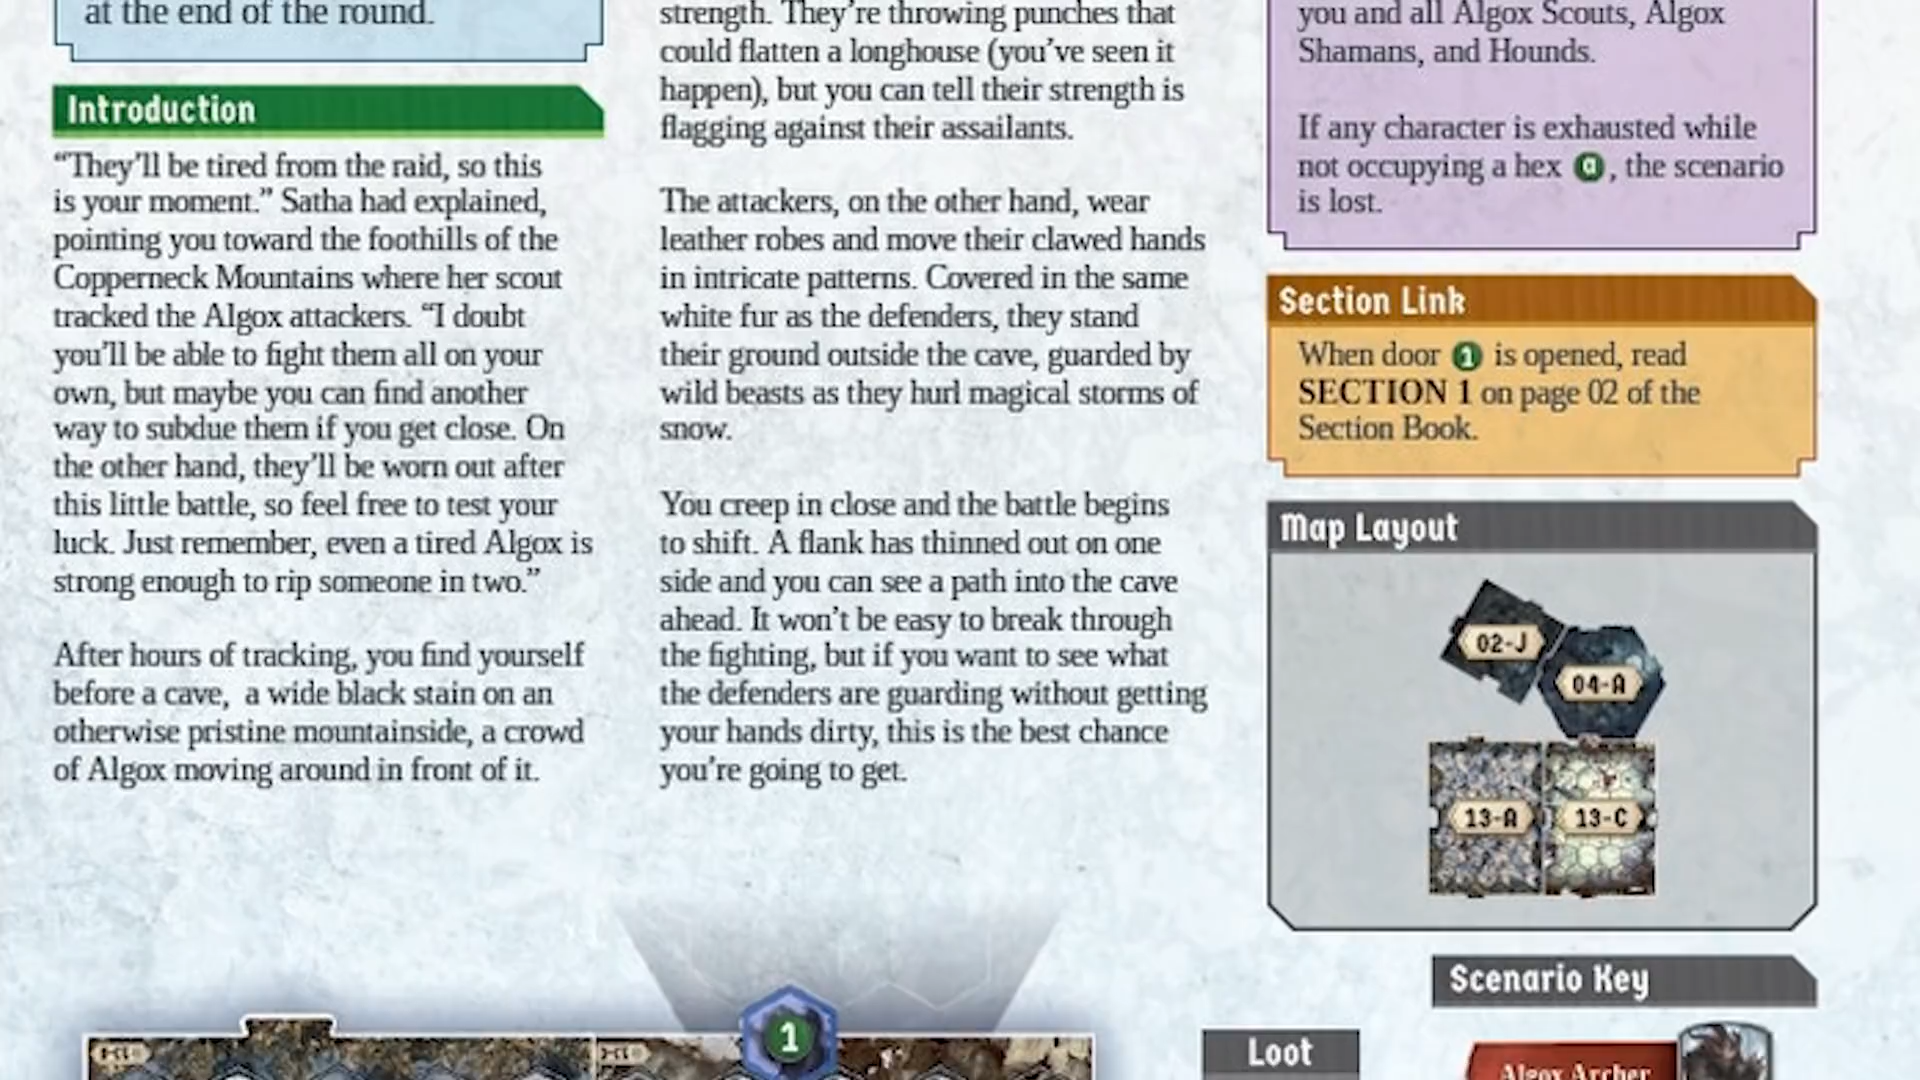 at the end of the round.
Introduction
“They’ll be tired from the raid, so this
is your moment.” Satha had explained,
pointing you toward the foothills of the
Copperneck Mountains where her scout
tracked the Algox attackers. “I doubt
you’ll be able to fight them all on your
own, but maybe you can find another
way to subdue them if you get close. On
the other hand, they’ll be worn out after
this little battle, so feel free to test your
luck. Just remember, even a tired Algox is
strong enough to rip someone in two.”
After hours of tracking, you find yourself
before a cave, a wide black stain on an
otherwise pristine mountainside, a crowd
of Algox moving around in front of it.
strength. They’re throwing punches that
could flatten a longhouse (you’ve seen it
happen), but you can tell their strength is
flagging against their assailants.
The attackers, on the other hand, wear
leather robes and move their clawed hands
in intricate patterns. Covered in the same
white fur as the defenders, they stand
their ground outside the cave, guarded by
wild beasts as they hurl magical storms of
snow.
You creep in close and the battle begins
to shift. A flank has thinned out on one
side and you can see a path into the cave
ahead. It won’t be easy to break through
the fighting, but if you want to see what
the defenders are guarding without getting
your hands dirty, this is the best chance
you’re going to get.
you and all Algox Scouts, Algox
Shamans, and Hounds.
If any character is exhausted while
not occupying a hex a, the scenario
is lost.
Section Link
When door 1 is opened, read
SECTION 1 on page 02 of the
Section Book.
Map Layout
02-J
04-A
13-A
13-C
Scenario Key
1
Loot
Algox Archer